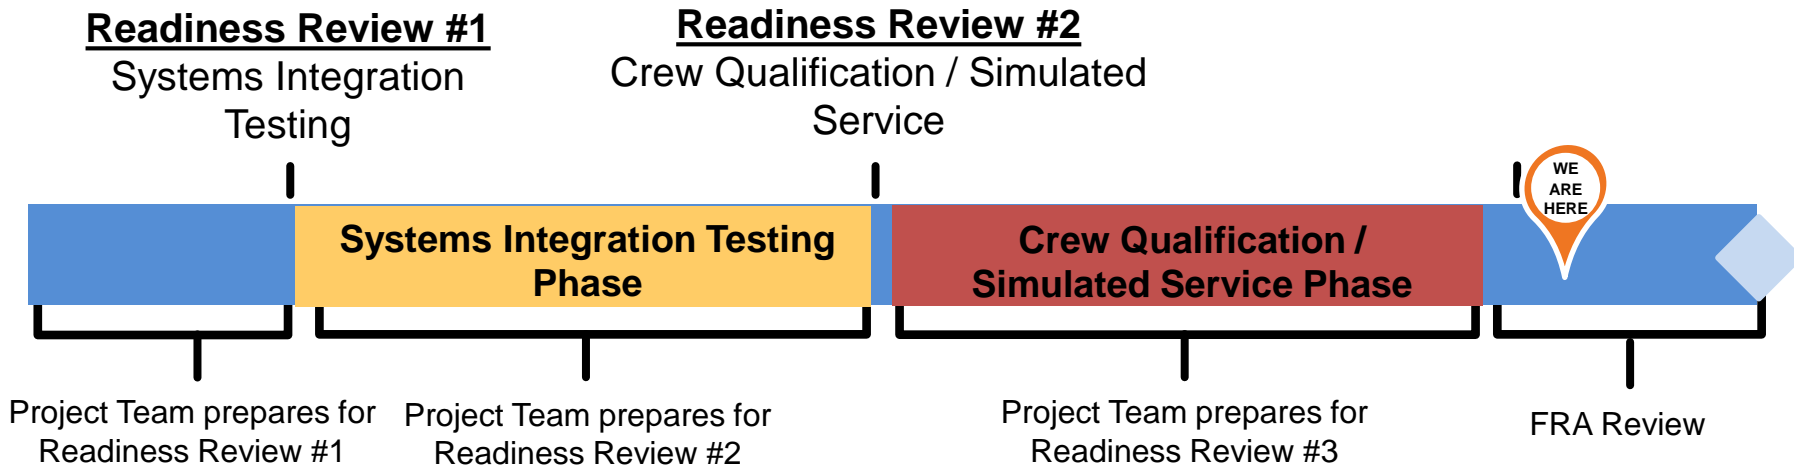 Readiness Review #1
Systems Integration
Testing
Readiness Review #2
Crew Qualification / Simulated
Service
WE
ARE
HERE
Systems Integration Testing
Phase
Crew Qualification /
Simulated Service Phase
Project Team prepares for
Readiness Review #1
Project Team prepares for
Readiness Review #2
Project Team prepares for
Readiness Review #3
FRA Review